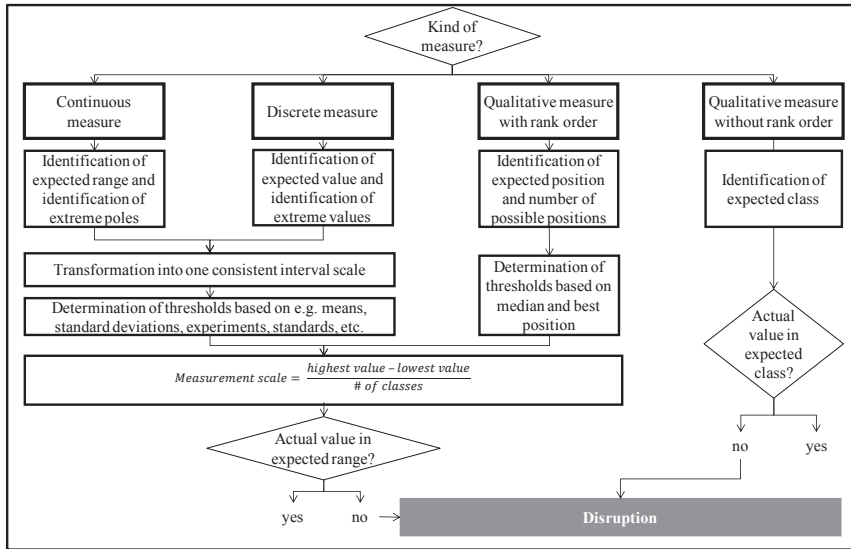 Kind of
measure?
Continuous
measure
Discrete measure
Qualitative measure
with rank order
Qualitative measure
without rank order
Identification of
expected range and
identification of
extreme poles
Identification of
expected value and
identification of
extreme values
Identification of
expected position
and number of
possible positions
Identification of
expected class
Transformation into one consistent interval scale
Determination of thresholds based on e.g. means,
standard deviations, experiments, standards, etc.
Determination of
thresholds based on
median and best
position
Actual
value in
expected
class?
Measurement scale = highest value – lowest value
# of classes
Actual value in
expected range?
no
yes
yes
no
Disruption